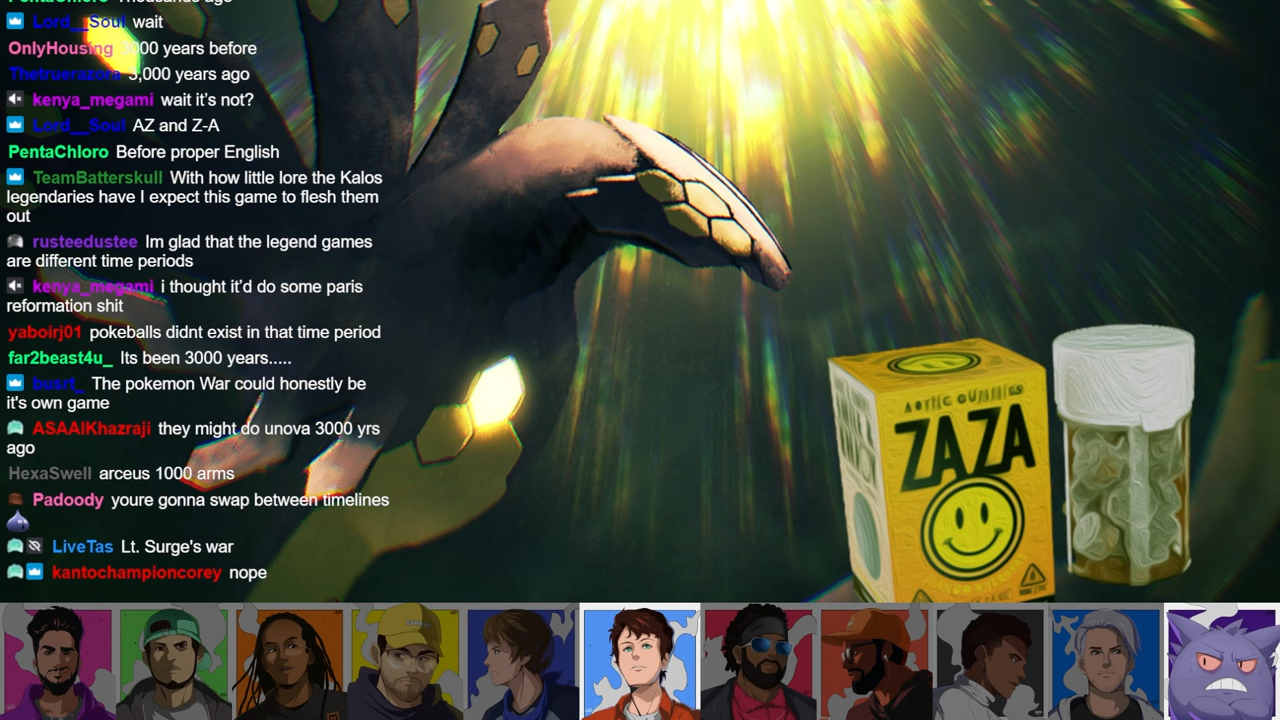 Lord__Soul wait
OnlyHousing 3000 years before
Thetruerazora 3,000 years ago
kenya_megami wait it's not?
Lord__Soul AZ and Z-A
PentaChloro Before proper English
TeamBatterskull With how little lore the Kalos
legendaries have I expect this game to flesh them
out
rusteedustee Im glad that the legend games
are different time periods
kenya_megami i thought it'd do some paris
reformation shit
yaboirj01 pokeballs didnt exist in that time period
far2beast4u_ Its been 3000 years.....
busrt_ The pokemon War could honestly be
it's own game
ASAAlKhazraji they might do unova 3000 yrs
ago
HexaSwell arceus 1000 arms
Padoody youre gonna swap between timelines
LiveTas Lt. Surge's war
kantochampioncorey nope
ZAZA